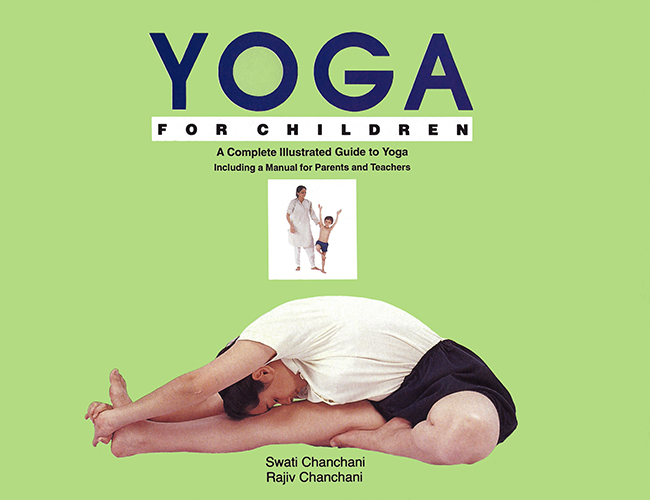 YOGA
FOR CHILDREN
A Complete Illustrated Guide to Yoga
Including a Manual for Parents and Teachers
Swati Chanchani
Rajiv Chanchani